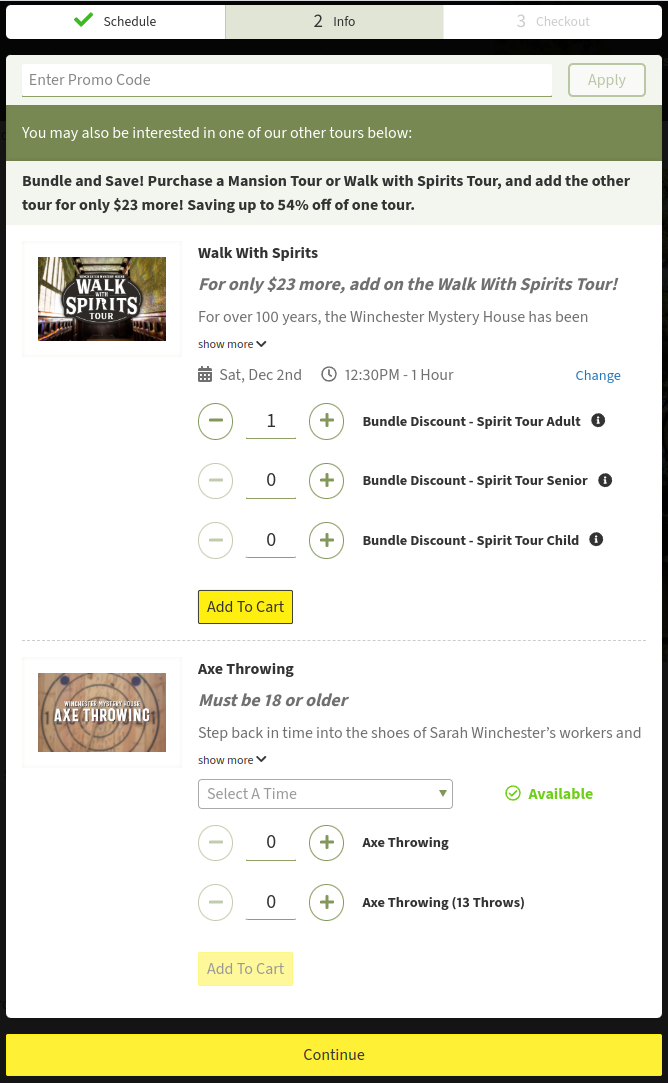 Schedule
2 Info
3 Checkout
Enter Promo Code
Apply
You may also be interested in one of our other tours below:
Bundle and Save! Purchase a Mansion Tour or Walk with Spirits Tour, and add the other
tour for only $23 more! Saving up to 54% off of one tour.
WINCHESTER MYSTERY HOUSE
WALK
WITH
SPIRITS
TOUR
Walk With Spirits
For only $23 more, add on the Walk With Spirits Tour!
For over 100 years, the Winchester Mystery House has been
show more
Sat, Dec 2nd 12:30PM - 1 Hour Change
1 Bundle Discount - Spirit Tour Adult
0 Bundle Discount - Spirit Tour Senior
0 Bundle Discount - Spirit Tour Child
Add To Cart
WINCHESTER MYSTERY HOUSE
AXE THROWING
Axe Throwing
Must be 18 or older
Step back in time into the shoes of Sarah Winchester’s workers and
show more
Select A Time Available
0 Axe Throwing
0 Axe Throwing (13 Throws)
Add To Cart
Continue